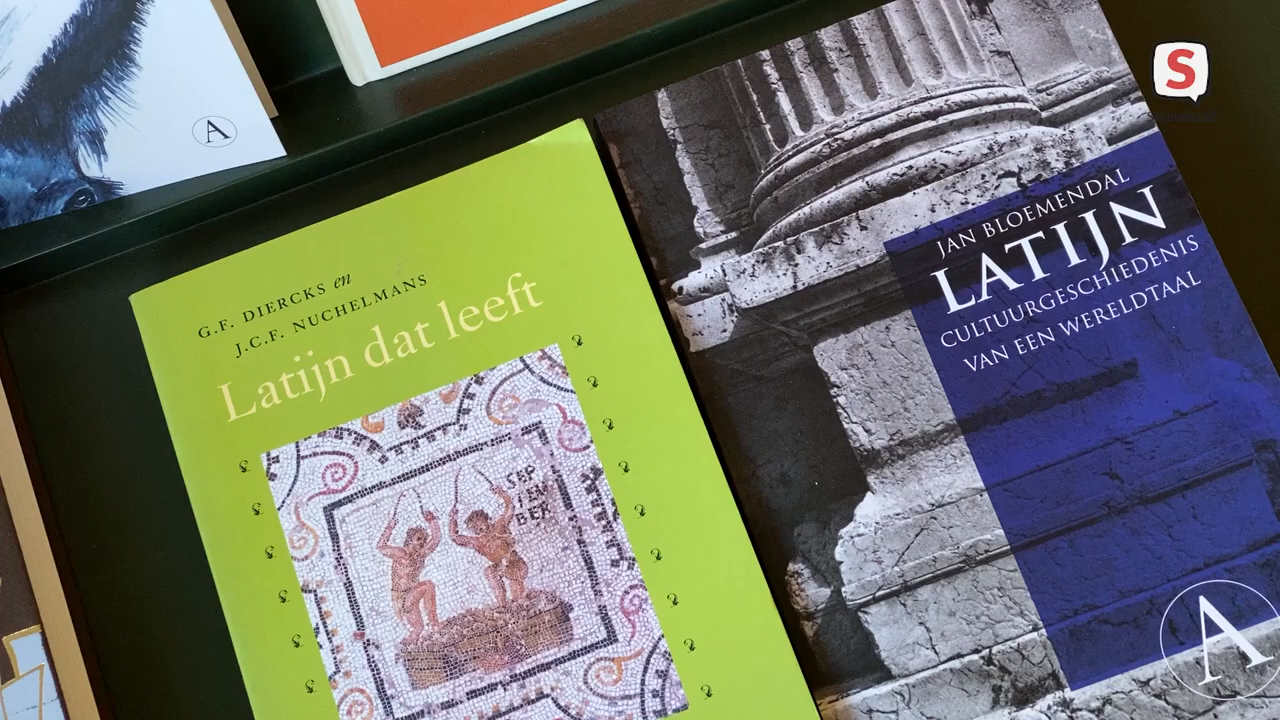 A
S
G.F. DIERCKS en
J.C.F. NUCHELMANS
Latijn dat leeft
SEP
TEM
BER
JAN BLOEMENDAL
LATIJN
CULTUURGESCHIEDENIS
VAN EEN WERELDTAAL
A